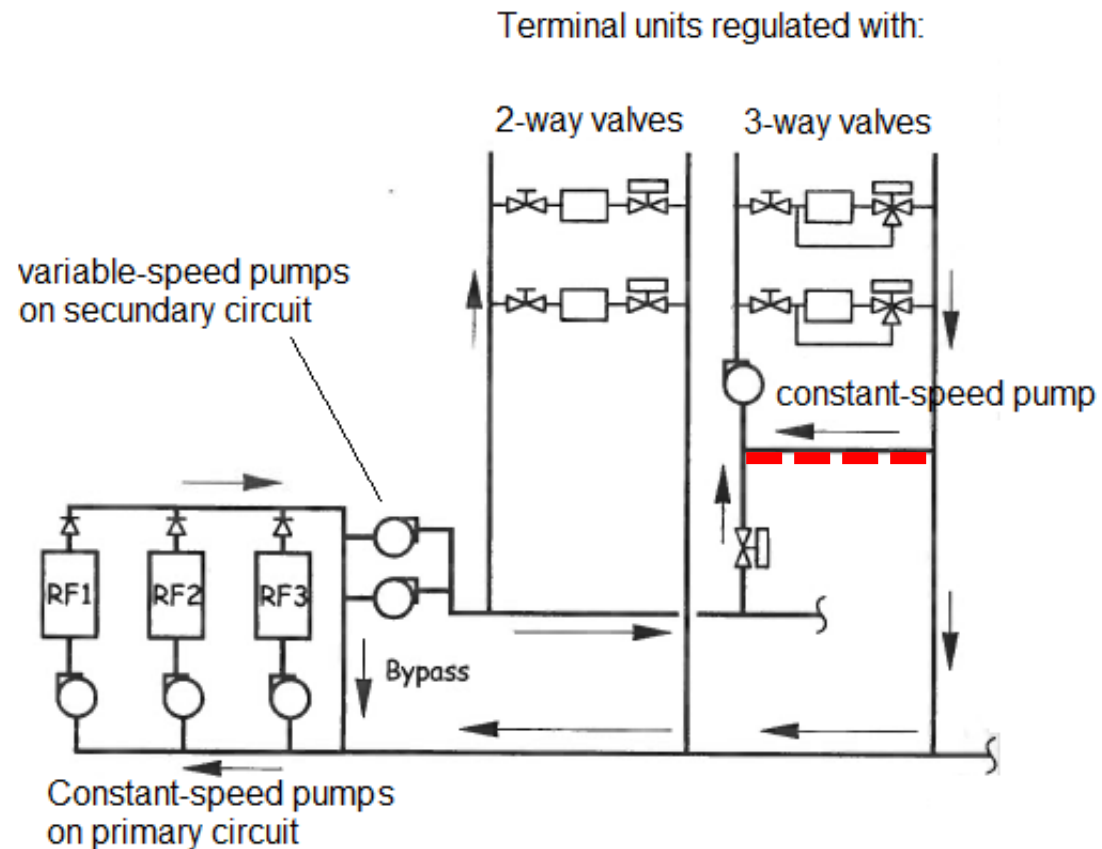 Terminal units regulated with:
2-way valves
3-way valves
variable-speed pumps
on secundary circuit
constant-speed pump
RF1
RF2
RF3
Bypass
Constant-speed pumps
on primary circuit